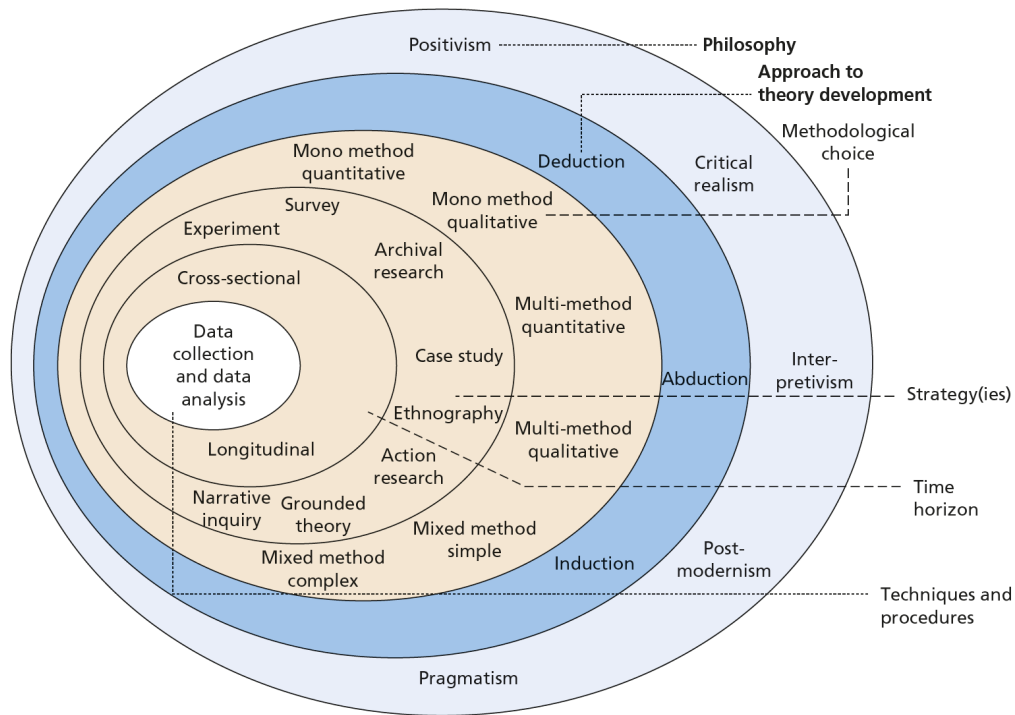 Positivism
Philosophy
Approach to
theory development
Methodological
choice
Mono method
quantitative
Deduction
Critical
realism
Mono method
qualitative
Survey
Experiment
Archival
research
Cross-sectional
Multi-method
quantitative
Data
collection
and data
analysis
Case study
Abduction
Inter-
pretivism
Strategy(ies)
Ethnography
Multi-method
qualitative
Longitudinal
Action
research
Time
horizon
Narrative
inquiry
Grounded
theory
Mixed method
simple
Mixed method
complex
Induction
Post-
modernism
Techniques and
procedures
Pragmatism